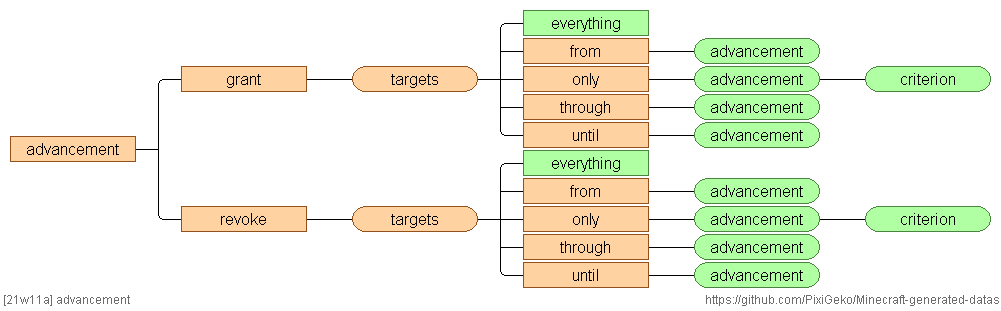 everything
from advancement
grant targets only advancement criterion
through advancement
until advancement
advancement
everything
from advancement
revoke targets only advancement criterion
through advancement
until advancement
[21w11a] advancement https://github.com/PixiGeko/Minecraft-generated-datas